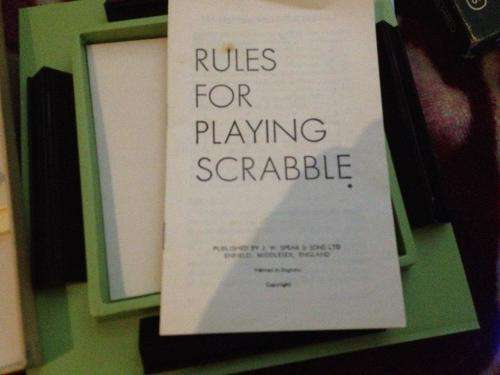 RULES
FOR
PLAYING
SCRABBLE
PUBLISHED BY J. W. SPEAR & SONS LTD
ENFIELD, MIDDLESEX, ENGLAND
Printed in England
Copyright